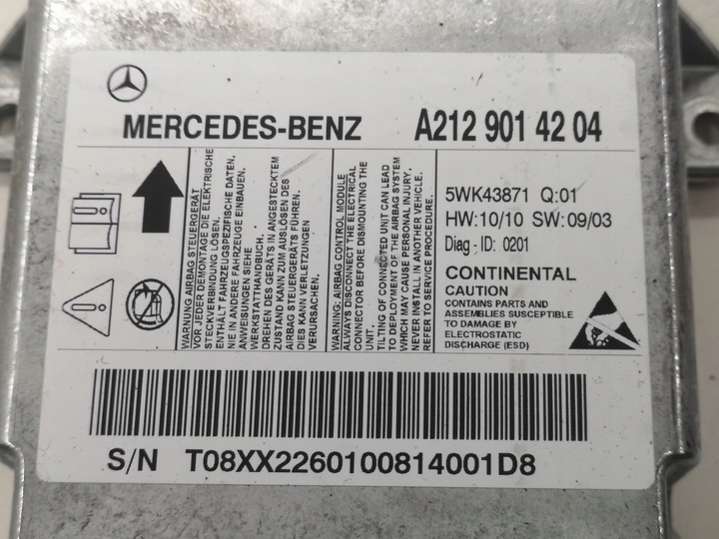 MERCEDES-BENZ A212 901 42 04
WARNUNG AIRBAG STEUERGERÄT
VOR JEDER DEMONTAGE DIE ELEKTRISCHE
STECKVERBINDUNG LÖSEN.
ENTHÄLT FAHRZEUGSPEZIFISCHE DATEN.
NIE IN ANDERE FAHRZEUGE EINBAUEN.
ANWEISUNGEN SIEHE
WERKSTATTHANDBUCH.
DREHEN DES GERÄTS IN ANGESTECKTEM
ZUSTAND KANN ZUM AUSLÖSEN DES
AIRBAG STEUERGERÄTS FÜHREN.
DIES KANN VERLETZUNGEN
VERURSACHEN.
WARNING: AIRBAG CONTROL MODULE
ALWAYS DISCONNECT THE ELECTRICAL
CONNECTOR BEFORE DISMOUNTING THE
UNIT.
TILTING OF CONNECTED UNIT CAN LEAD
TO DEPLOYMENT OF THE AIRBAG SYSTEM
WHICH MAY CAUSE PERSONAL INJURY.
NEVER INSTALL IN ANOTHER VEHICLE.
REFER TO SERVICE PROCEDURE.
5WK43871 Q:01
HW:10/10 SW:09/03
Diag-ID: 0201
CONTINENTAL
CAUTION
CONTAINS PARTS AND
ASSEMBLIES SUSCEPTIBLE
TO DAMAGE BY
ELECTROSTATIC
DISCHARGE (ESD)
S/N T08XX2260100814001D8